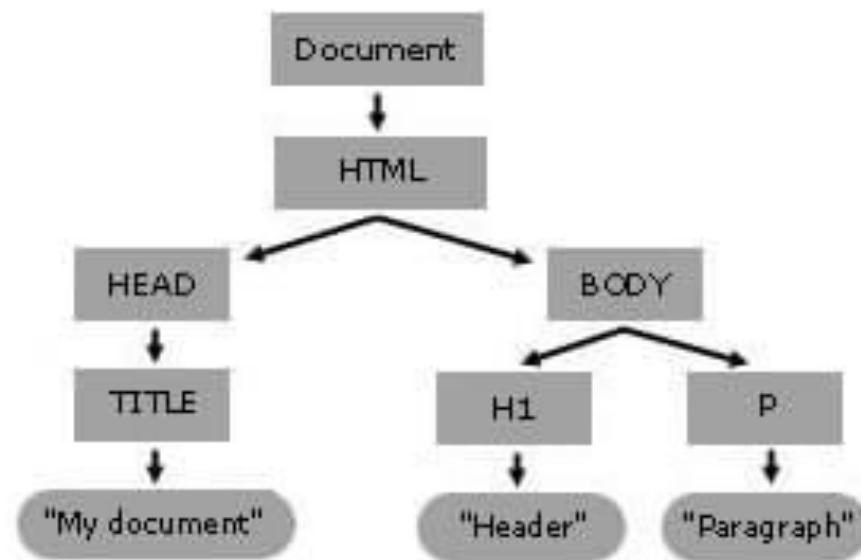 Document
HTML
HEAD
BODY
TITLE
H1
P
"My document"
"Header"
"Paragraph"